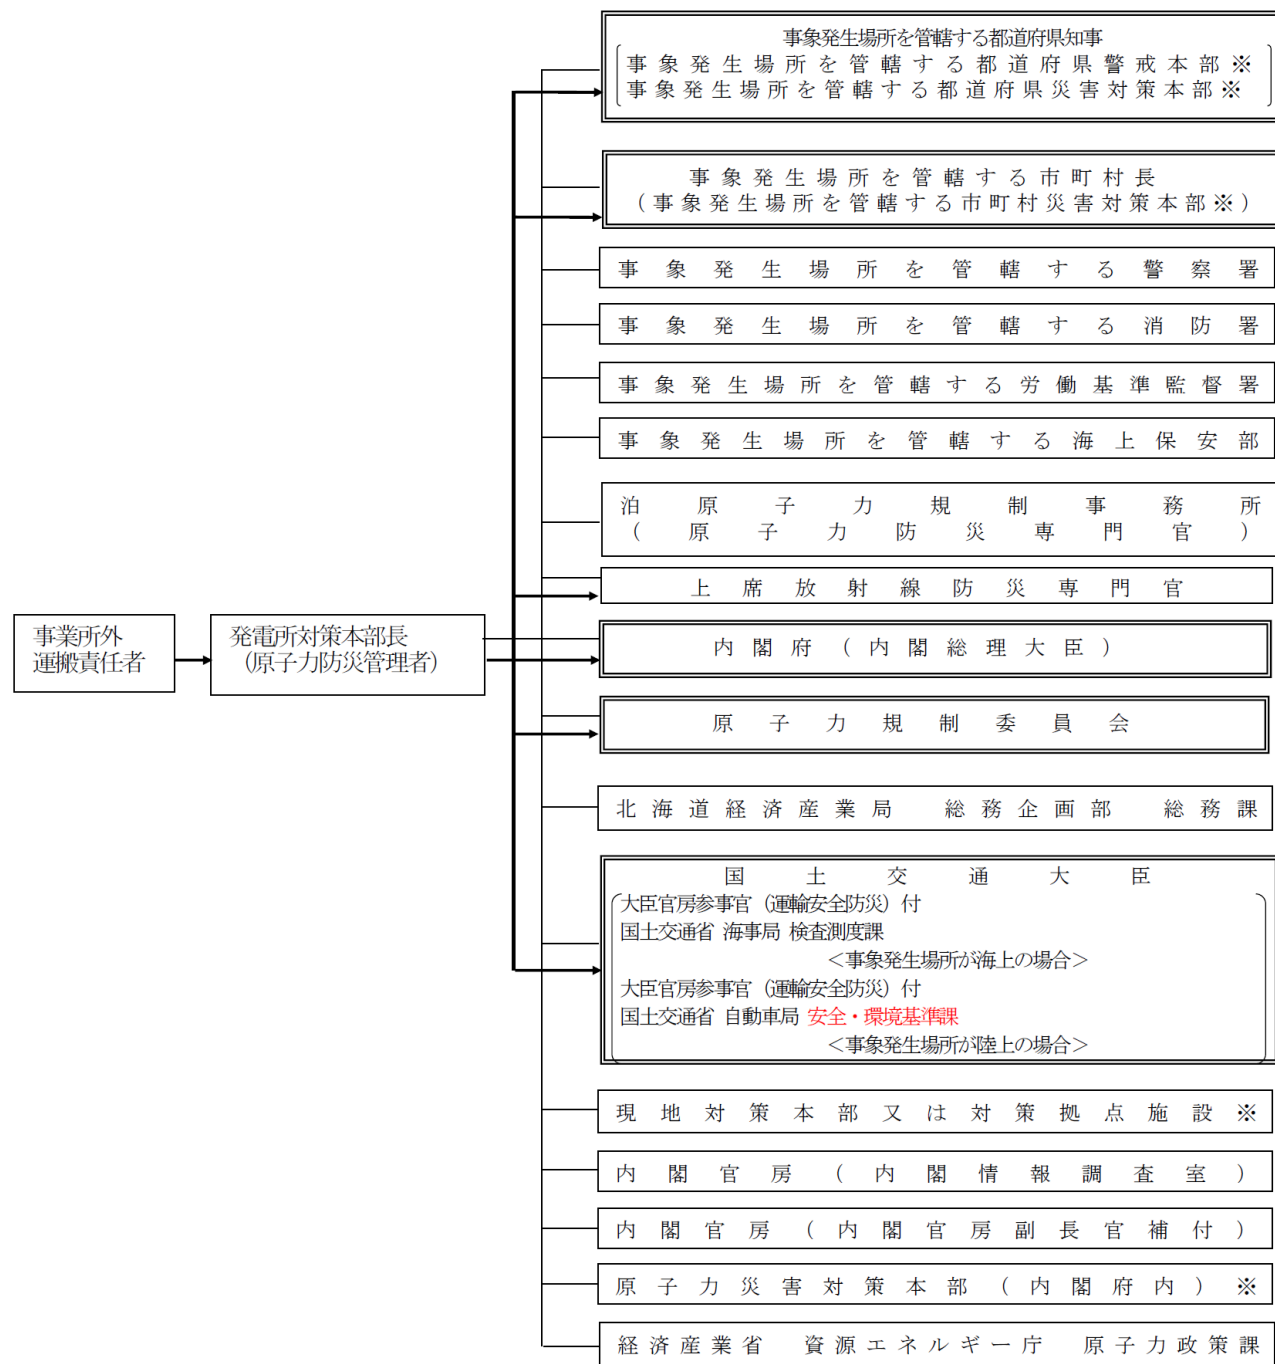 事象発生場所を管轄する都道府県知事
事象発生場所を管轄する都道府県警戒本部※
事象発生場所を管轄する都道府県災害対策本部※
事象発生場所を管轄する市町村長
（事象発生場所を管轄する市町村災害対策本部※）
事象発生場所を管轄する警察署
事象発生場所を管轄する消防署
事象発生場所を管轄する労働基準監督署
事象発生場所を管轄する海上保安部
泊原子力規制事務所
（原子力防災専門官）
上席放射線防災専門官
事業所外
運搬責任者
発電所対策本部長
（原子力防災管理者）
内閣府（内閣総理大臣）
原子力規制委員会
北海道経済産業局　総務企画部　総務課
国土交通大臣
大臣官房参事官（運輸安全防災）付
国土交通省 海事局 検査測度課
＜事象発生場所が海上の場合＞
大臣官房参事官（運輸安全防災）付
国土交通省 自動車局 安全・環境基準課
＜事象発生場所が陸上の場合＞
現地対策本部又は対策拠点施設※
内閣官房（内閣情報調査室）
内閣官房（内閣官房副長官補付）
原子力災害対策本部（内閣府内）※
経済産業省　資源エネルギー庁　原子力政策課